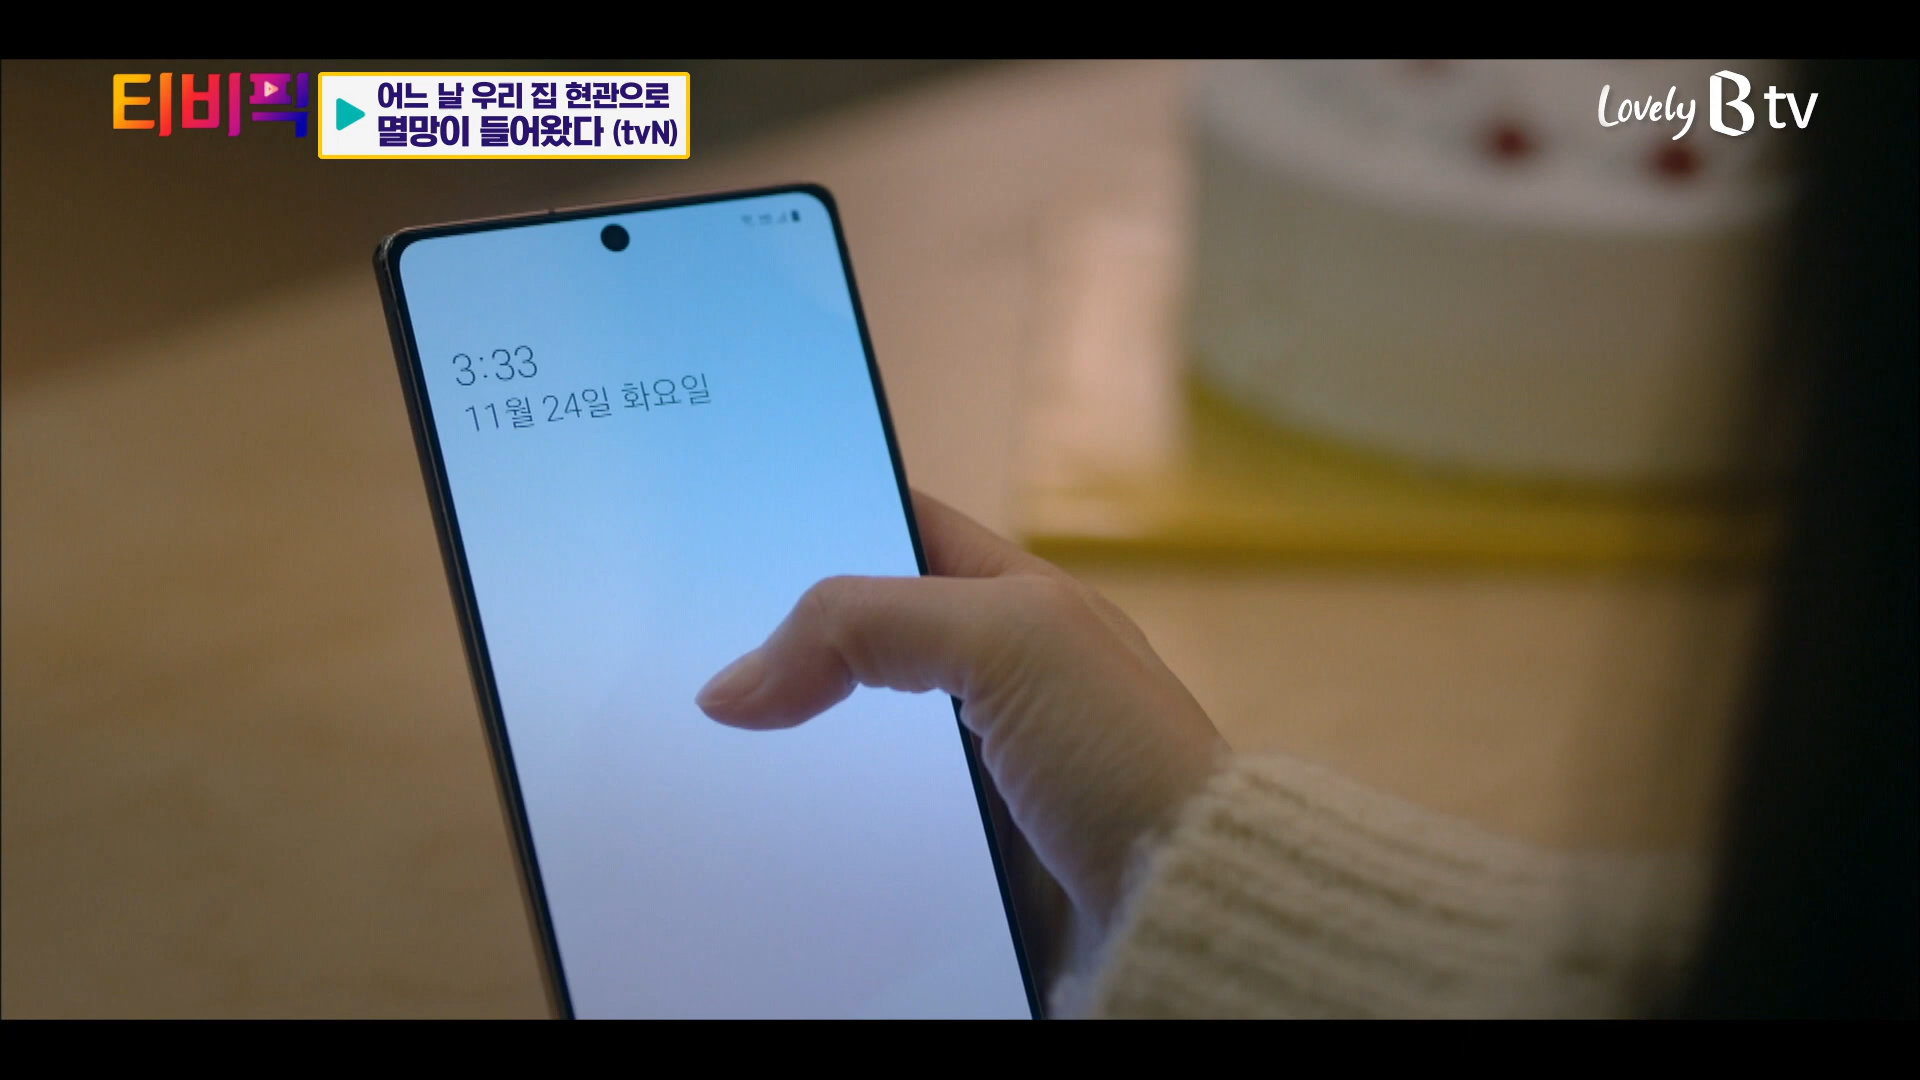 티비픽
어느 날 우리 집 현관으로
멸망이 들어왔다 (tvN)
Lovely B tv
3:33
11월 24일 화요일